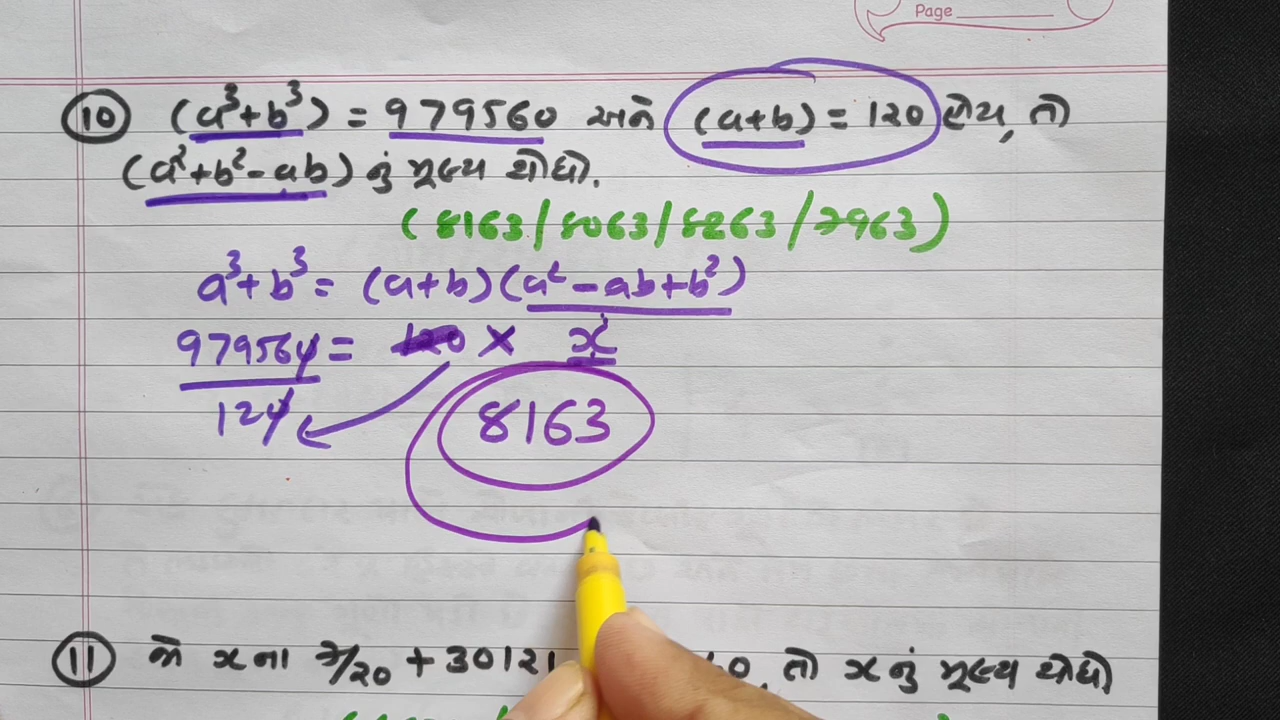 Page
(10) (a³+b³) = 979560 અને (a+b) = 120 હોય, તો
(a²+b²-ab) નું મૂલ્ય શોધો.
(8163/8063/8263/7963)
a³+b³ = (a+b)(a²-ab+b²)
979560 = 120 × x
120
8163
(11) જો x ના 7/20 + 30121 0, તો x નું મૂલ્ય શોધો